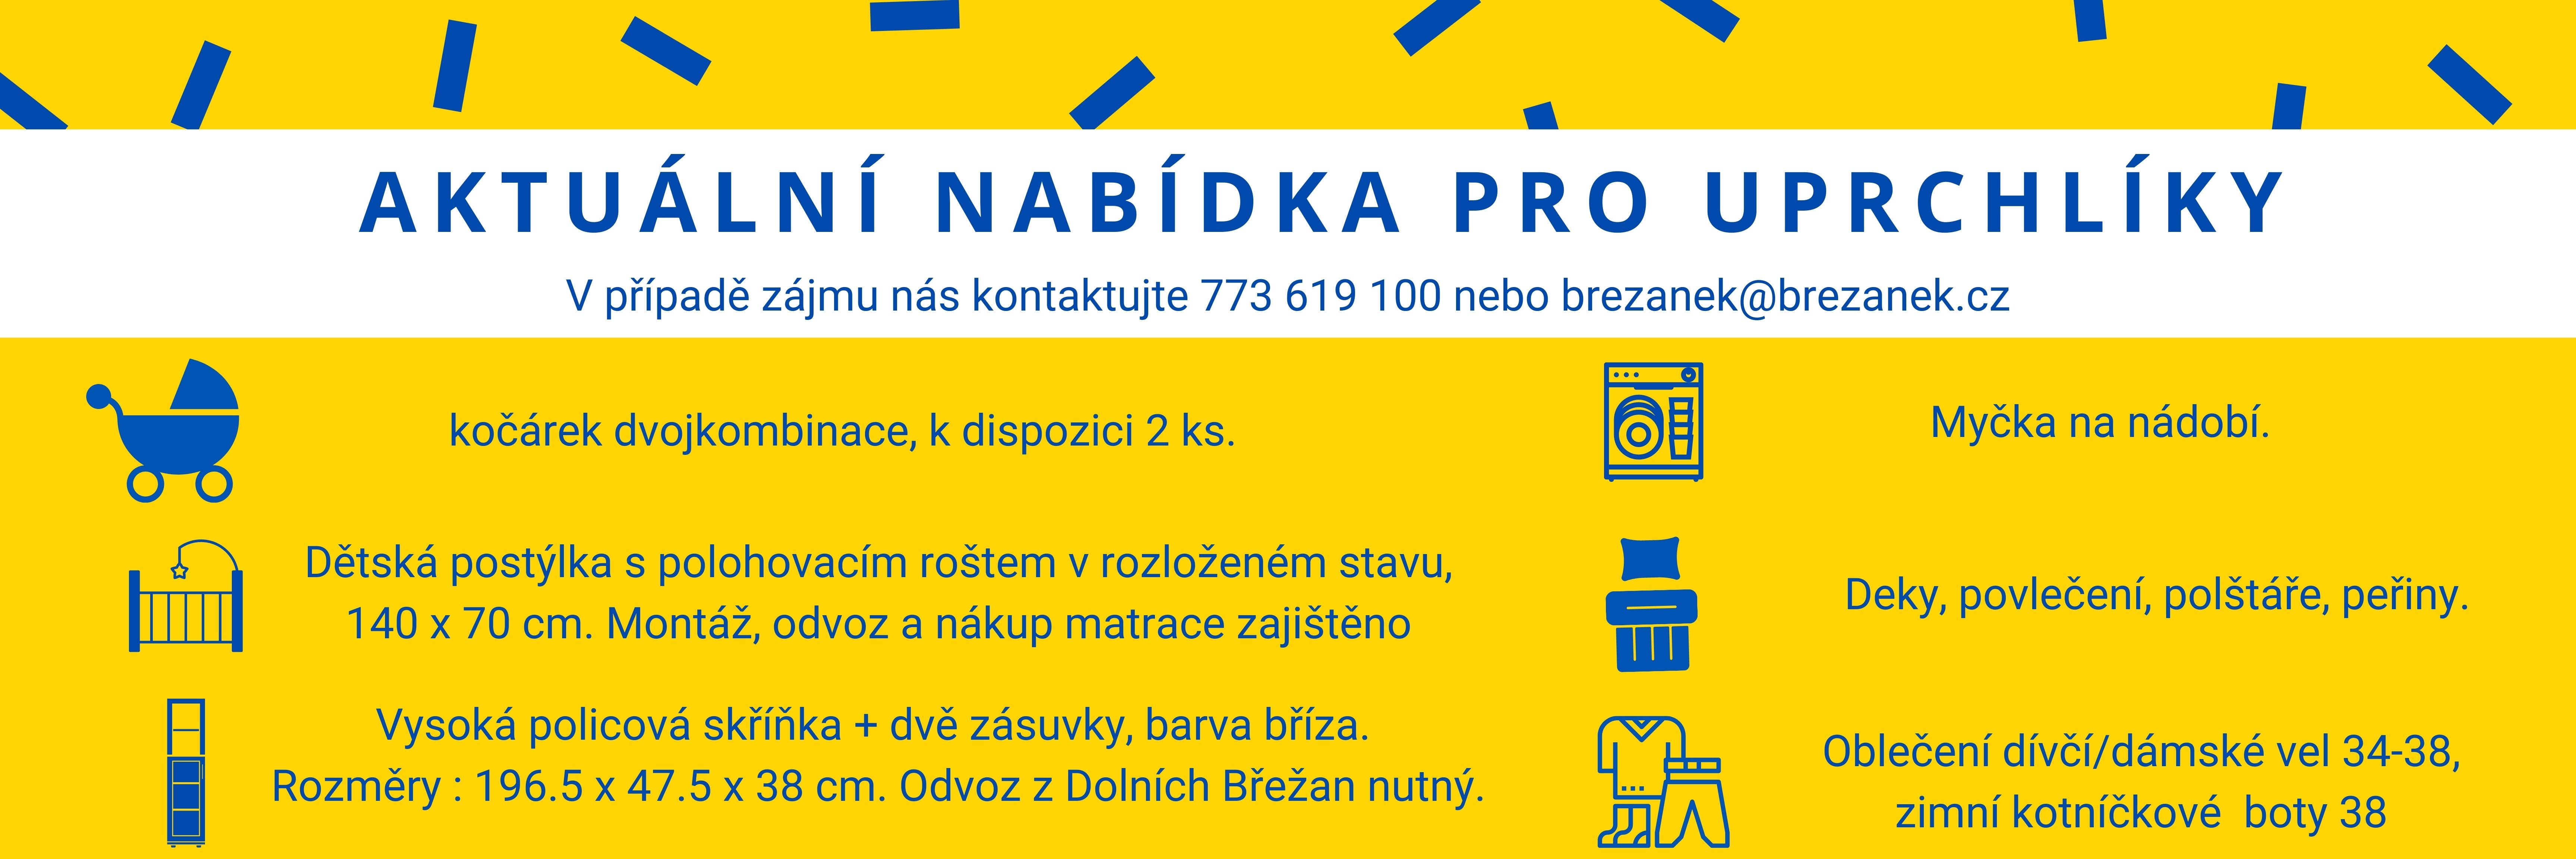 AKTUÁLNÍ NABÍDKA PRO UPRCHLÍKY
V případě zájmu nás kontaktujte 773 619 100 nebo brezanek@brezanek.cz
kočárek dvojkombinace, k dispozici 2 ks.
Dětská postýlka s polohovacím roštem v rozloženém stavu,
140 x 70 cm. Montáž, odvoz a nákup matrace zajištěno
Vysoká policová skříňka + dvě zásuvky, barva bříza.
Rozměry : 196.5 x 47.5 x 38 cm. Odvoz z Dolních Břežan nutný.
Myčka na nádobí.
Deky, povlečení, polštáře, peřiny.
Oblečení dívčí/dámské vel 34-38,
zimní kotníčkové  boty 38